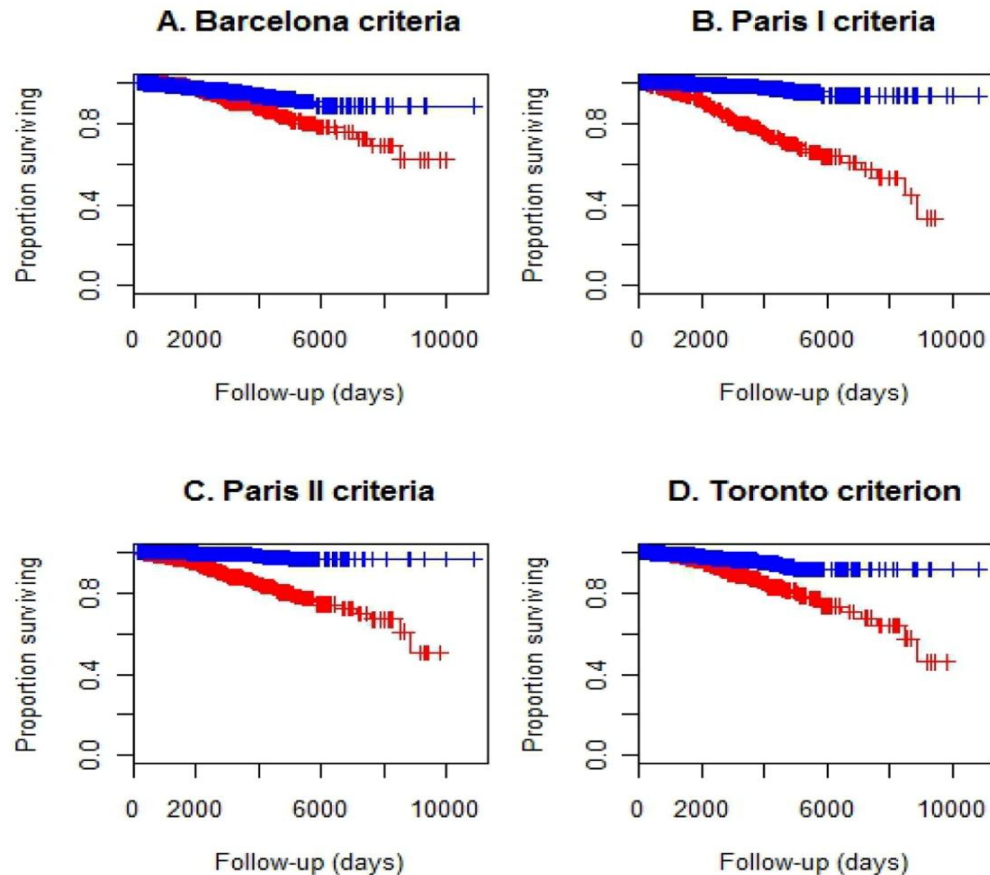 A. Barcelona criteria
Proportion surviving
0.8
0.4
0.0
0 2000 6000 10000
Follow-up (days)
B. Paris I criteria
Proportion surviving
0.8
0.4
0.0
0 2000 6000 10000
Follow-up (days)
C. Paris II criteria
Proportion surviving
0.8
0.4
0.0
0 2000 6000 10000
Follow-up (days)
D. Toronto criterion
Proportion surviving
0.8
0.4
0.0
0 2000 6000 10000
Follow-up (days)